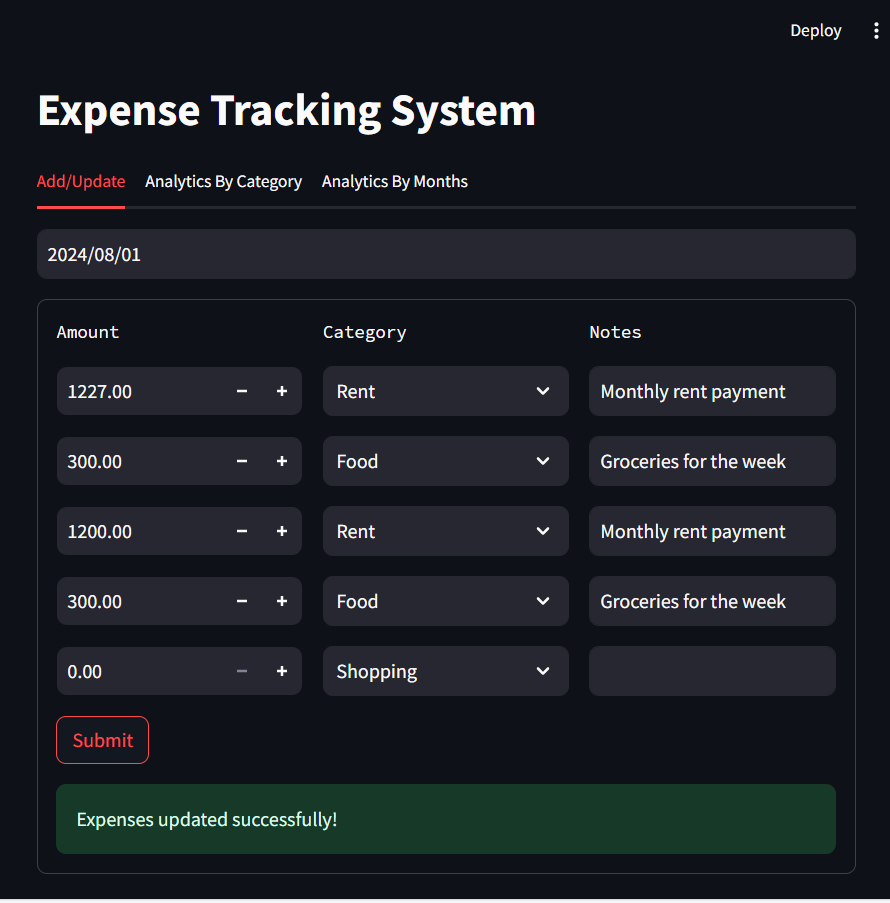 Deploy
Expense Tracking System
Add/Update Analytics By Category Analytics By Months
2024/08/01
Amount Category Notes
1227.00 Rent Monthly rent payment
300.00 Food Groceries for the week
1200.00 Rent Monthly rent payment
300.00 Food Groceries for the week
0.00 Shopping
Submit
Expenses updated successfully!